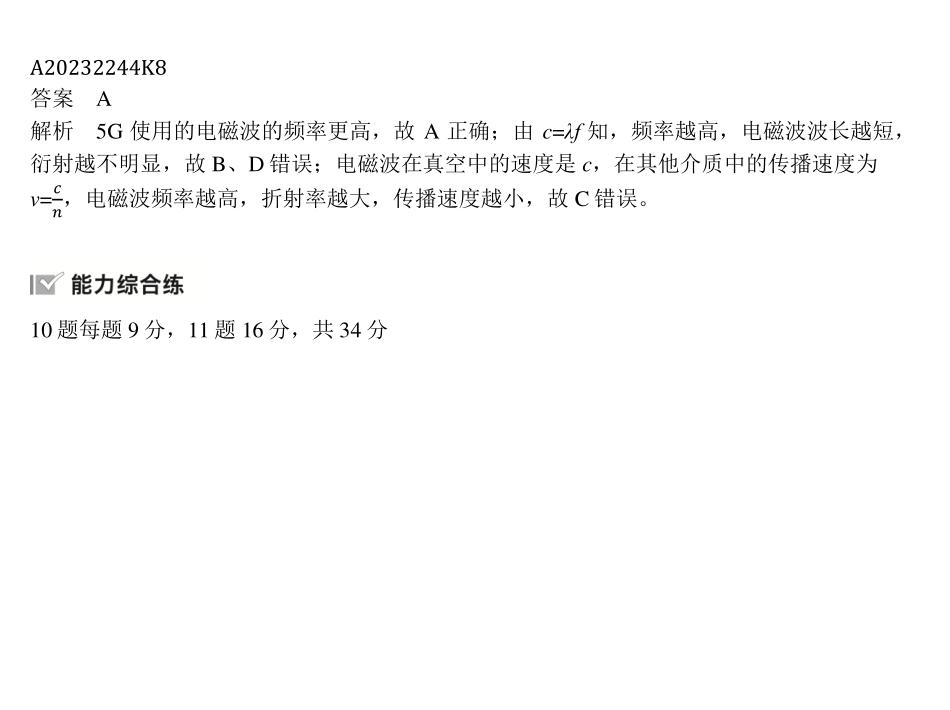 A20232244K8
答案　A
解析　5G 使用的电磁波的频率更高，故 A 正确；由 c=λf 知，频率越高，电磁波波长越短，
衍射越不明显，故 B、D 错误；电磁波在真空中的速度是 c，在其他介质中的传播速度为
v=c/n，电磁波频率越高，折射率越大，传播速度越小，故 C 错误。
能力综合练
10 题每题 9 分，11 题 16 分，共 34 分